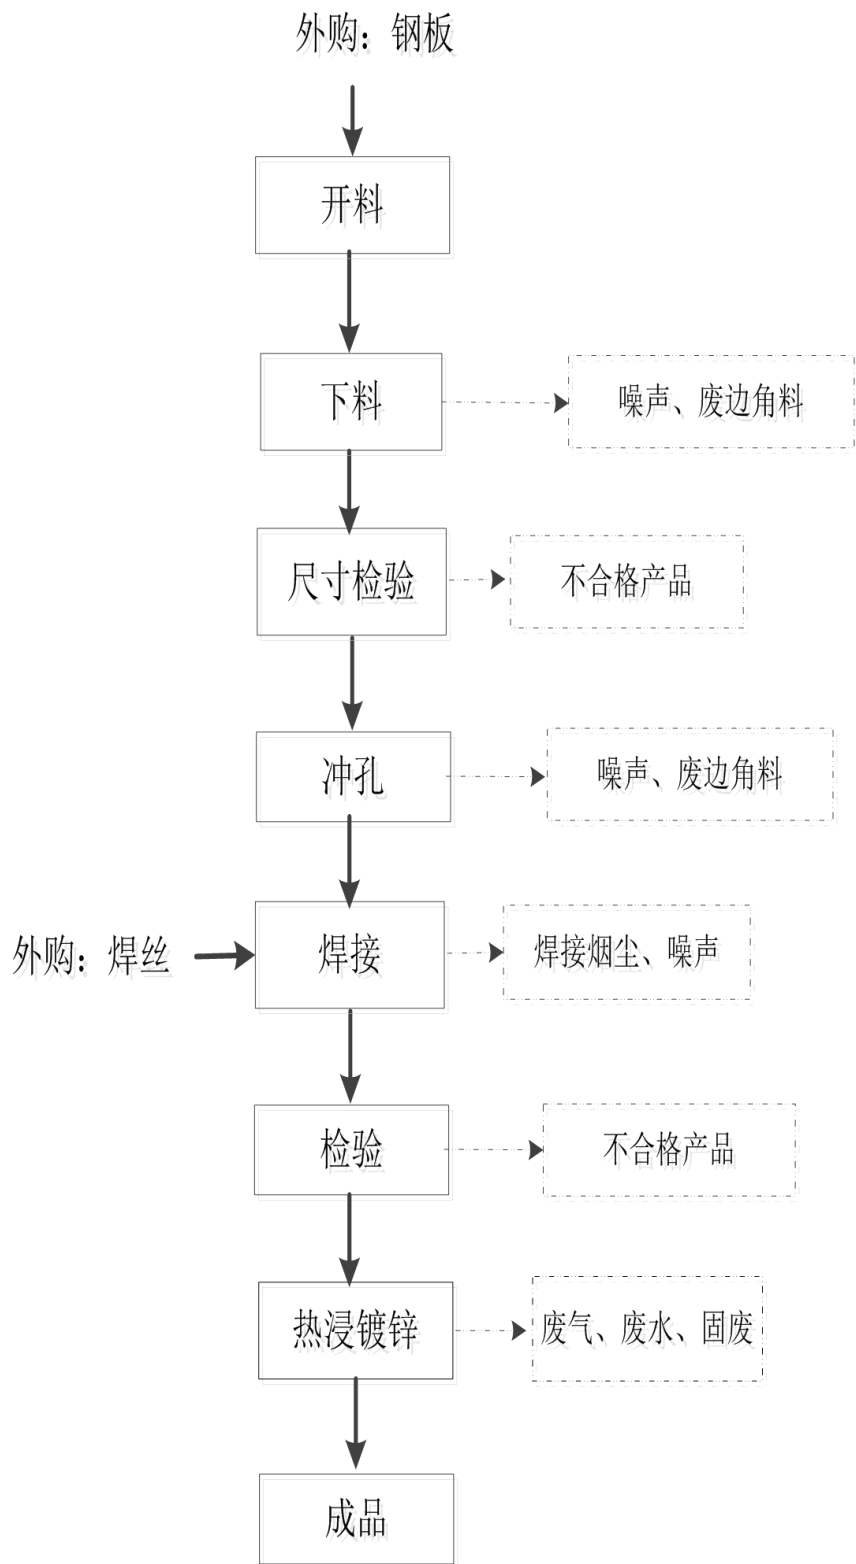 外购：钢板
开料
下料
噪声、废边角料
尺寸检验
不合格产品
冲孔
噪声、废边角料
外购：焊丝
焊接
焊接烟尘、噪声
检验
不合格产品
热浸镀锌
废气、废水、固废
成品